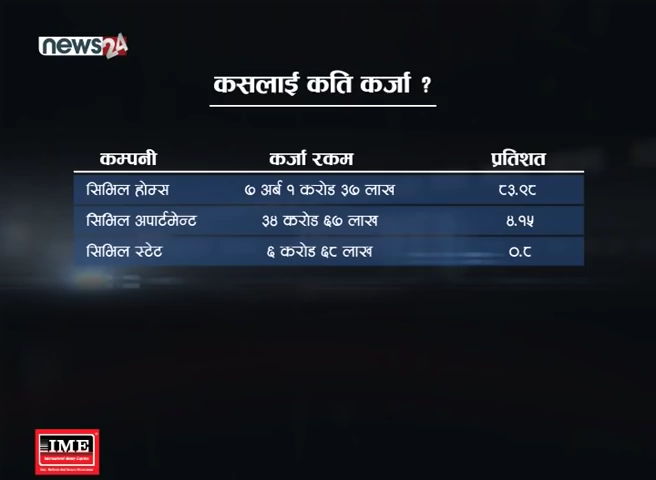 news24
कसलाई कति कर्जा ?
कम्पनी कर्जा रकम प्रतिशत
सिभिल होम्स ७ अर्ब १ करोड ३७ लाख ८३.९८
सिभिल अपार्टमेन्ट ३४ करोड ६७ लाख ४.१५
सिभिल स्टेट ६ करोड ६८ लाख ०.८
IME